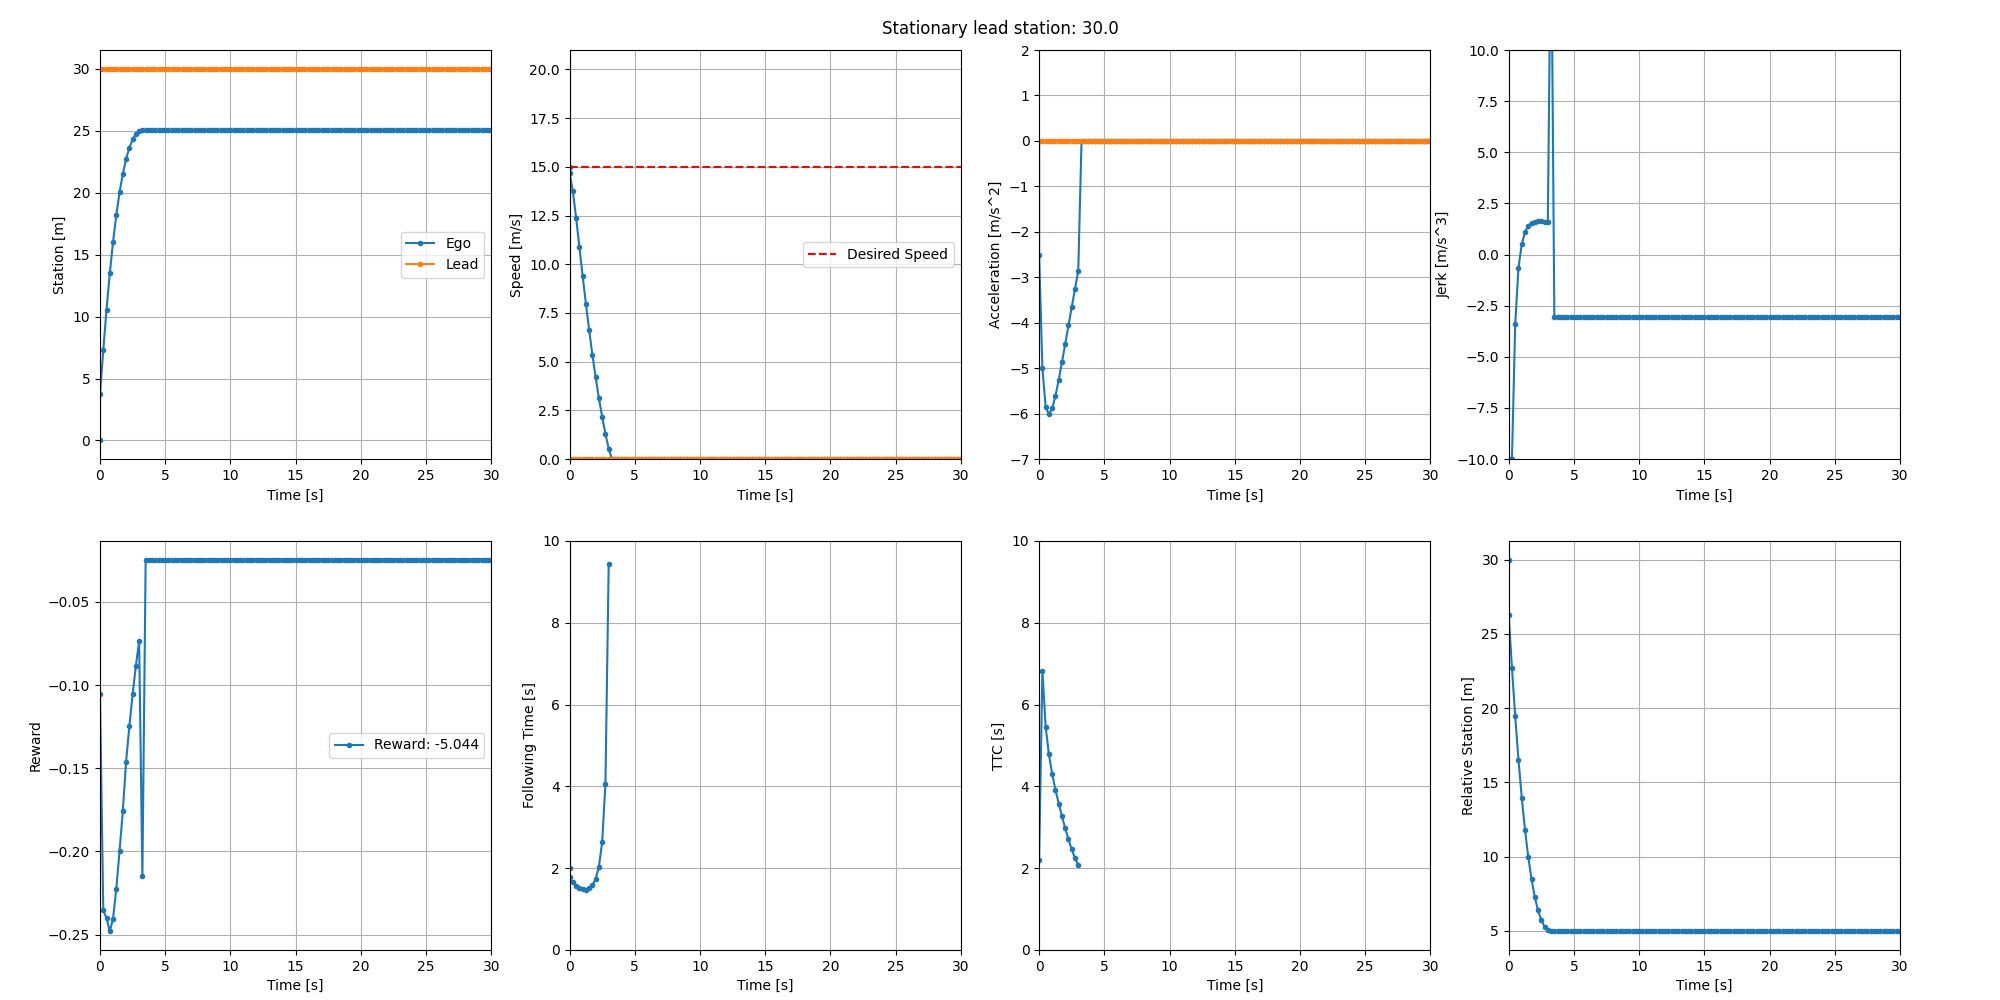 Stationary lead station: 30.0
30
25
20
15
10
5
0
Station [m]
Ego
Lead
0 5 10 15 20 25 30
Time [s]
20.0
17.5
15.0
12.5
10.0
7.5
5.0
2.5
0.0
Speed [m/s]
Desired Speed
0 5 10 15 20 25 30
Time [s]
2
1
0
−1
−2
−3
−4
−5
−6
−7
Acceleration [m/s^2]
0 5 10 15 20 25 30
Time [s]
10.0
7.5
5.0
2.5
0.0
−2.5
−5.0
−7.5
−10.0
Jerk [m/s^3]
0 5 10 15 20 25 30
Time [s]
−0.05
−0.10
−0.15
−0.20
−0.25
Reward
Reward: -5.044
0 5 10 15 20 25 30
Time [s]
10
8
6
4
2
0
Following Time [s]
0 5 10 15 20 25 30
Time [s]
10
8
6
4
2
0
TTC [s]
0 5 10 15 20 25 30
Time [s]
30
25
20
15
10
5
Relative Station [m]
0 5 10 15 20 25 30
Time [s]